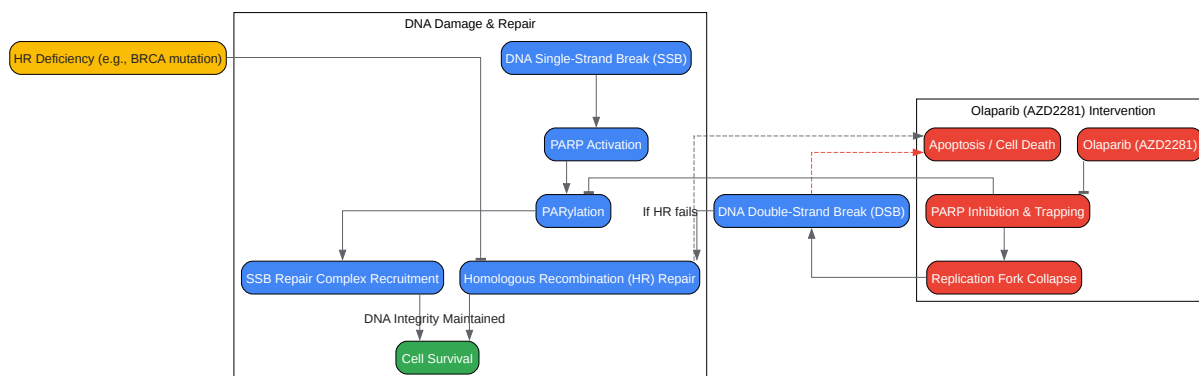 DNA Damage & Repair
HR Deficiency (e.g., BRCA mutation)
DNA Single-Strand Break (SSB)
Olaparib (AZD2281) Intervention
PARP Activation
Apoptosis / Cell Death
Olaparib (AZD2281)
PARylation
If HR fails
DNA Double-Strand Break (DSB)
PARP Inhibition & Trapping
SSB Repair Complex Recruitment
Homologous Recombination (HR) Repair
Replication Fork Collapse
DNA Integrity Maintained
Cell Survival